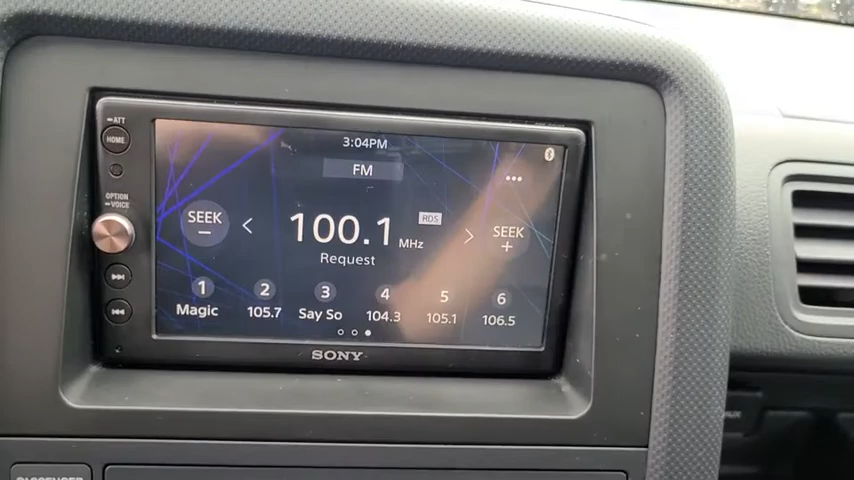 ATT
HOME
OPTION
VOICE
3:04PM
FM
SEEK
−
100.1 MHz
RDS
Request
SEEK
+
1 2 3 4 5 6
Magic 105.7 Say So 104.3 105.1 106.5
SONY
PASSENGER